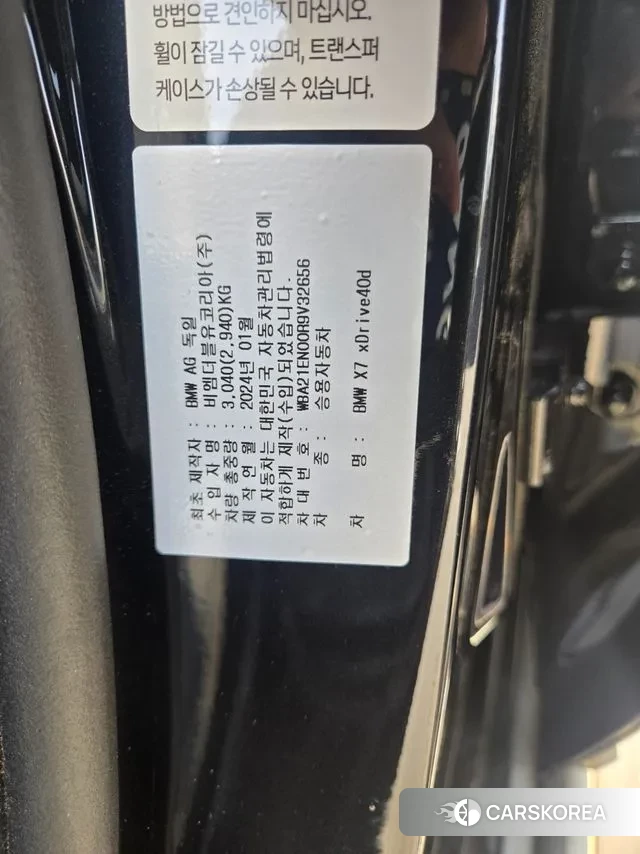 방법으로 견인하지 마십시오.
휠이 잠길 수 있으며, 트랜스퍼
케이스가 손상될 수 있습니다.
최초 제작자 : BMW AG 독일
수 입 자 명 : 비엠더블유코리아(주)
차량 총중량 : 3,040(2,940)KG
제 작 연 월 : 2024년 01월
이 자동차는 대한민국 자동차관리법령에
적합하게 제작(수입)되었습니다.
차 대 번 호 : WBA21EN00R9V32656
차 종 : 승용자동차
차 명 : BMW X7 xDrive40d
CARSKOREA